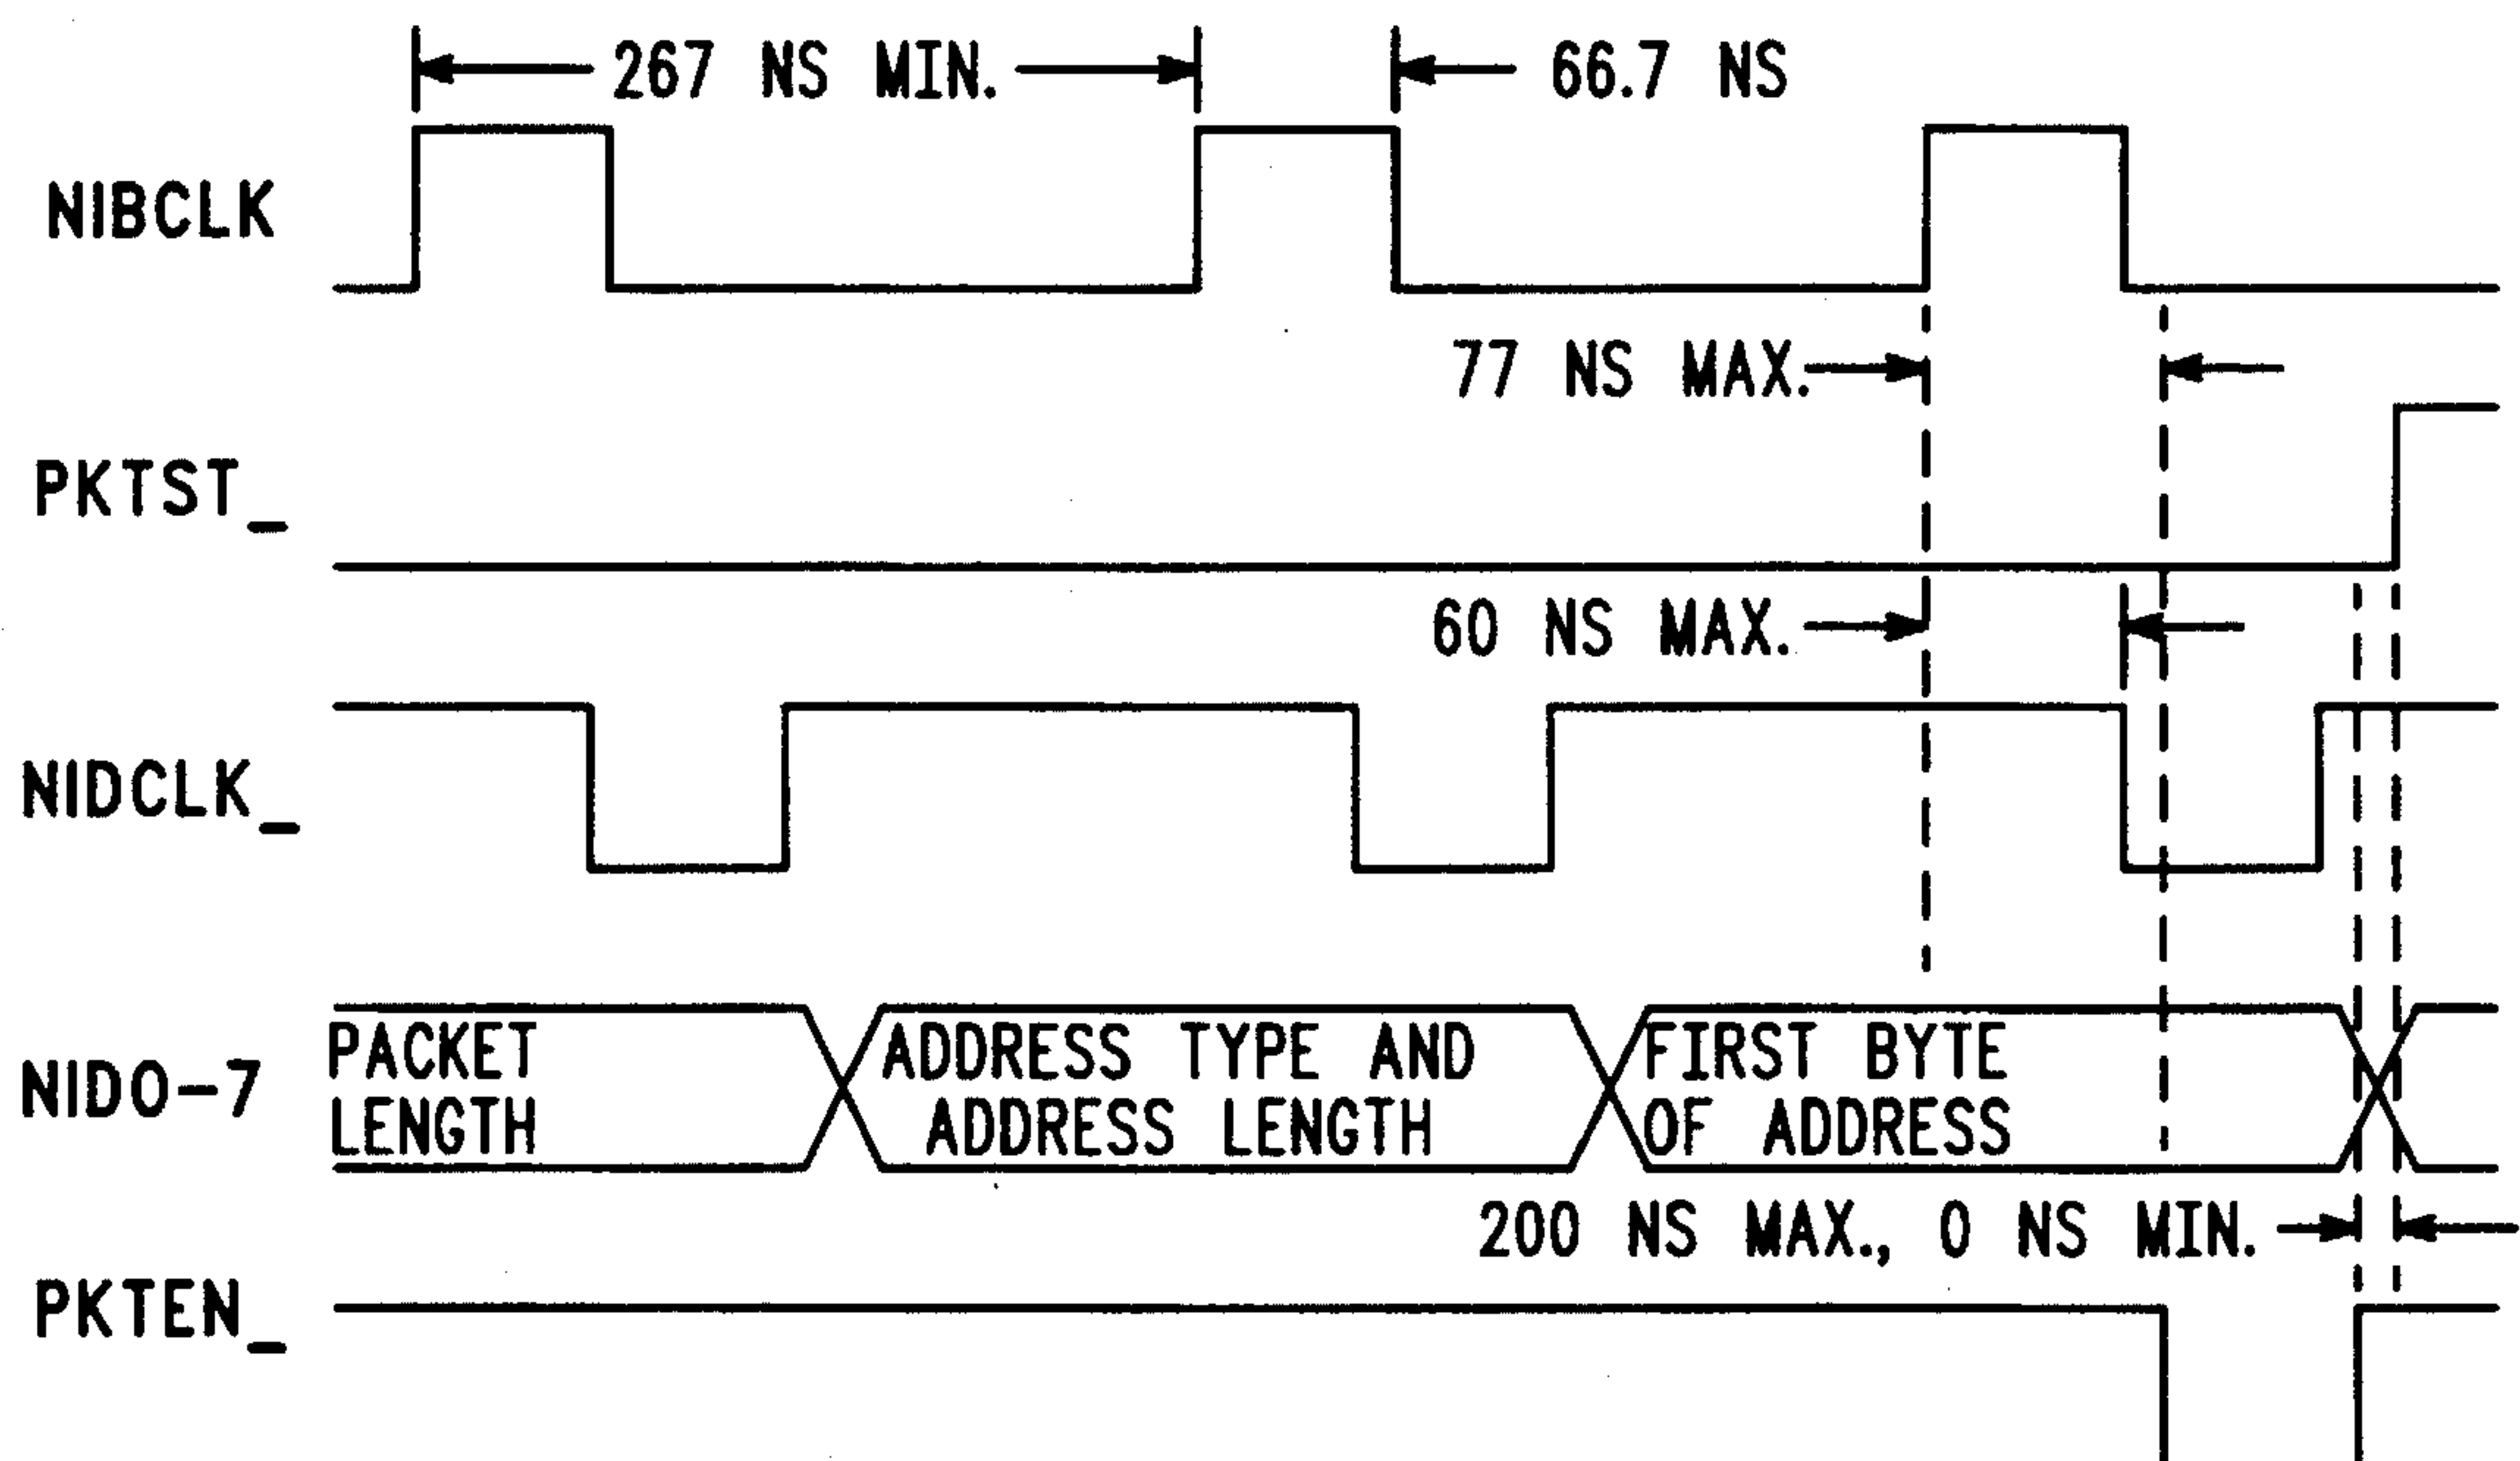 267 NS MIN.
66.7 NS
NIBCLK
77 NS MAX.
PKTST_
60 NS MAX.
NIDCLK_
NID0-7
PACKET
LENGTH
ADDRESS TYPE AND
ADDRESS LENGTH
FIRST BYTE
OF ADDRESS
200 NS MAX., 0 NS MIN.
PKTEN_